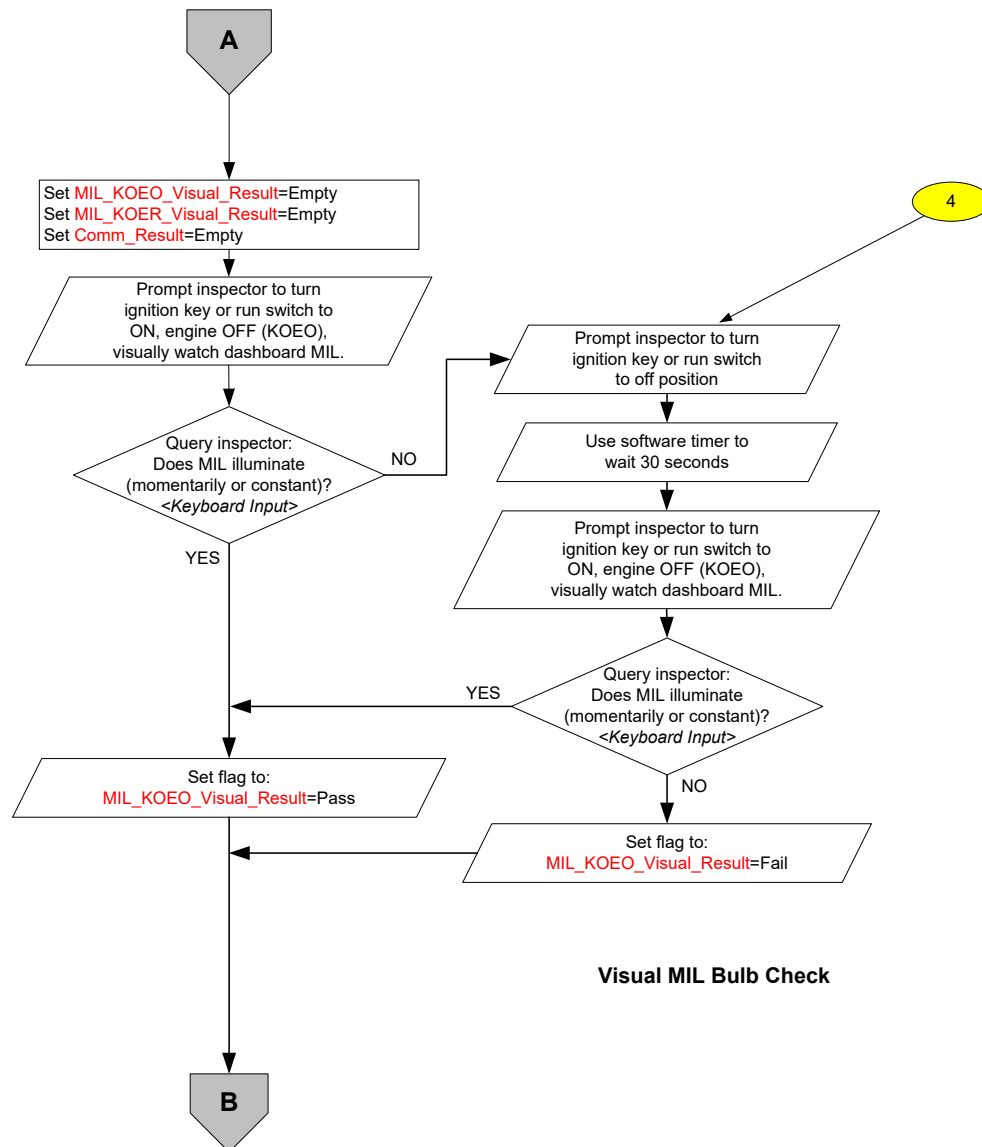 A
Set MIL_KOEO_Visual_Result=Empty
Set MIL_KOER_Visual_Result=Empty
Set Comm_Result=Empty
4
Prompt inspector to turn
ignition key or run switch to
ON, engine OFF (KOEO),
visually watch dashboard MIL.
Prompt inspector to turn
ignition key or run switch
to off position
Query inspector:
Does MIL illuminate
(momentarily or constant)?
<Keyboard Input>
NO
YES
Use software timer to
wait 30 seconds
Prompt inspector to turn
ignition key or run switch to
ON, engine OFF (KOEO),
visually watch dashboard MIL.
Query inspector:
Does MIL illuminate
(momentarily or constant)?
<Keyboard Input>
YES
NO
Set flag to:
MIL_KOEO_Visual_Result=Pass
Set flag to:
MIL_KOEO_Visual_Result=Fail
Visual MIL Bulb Check
B